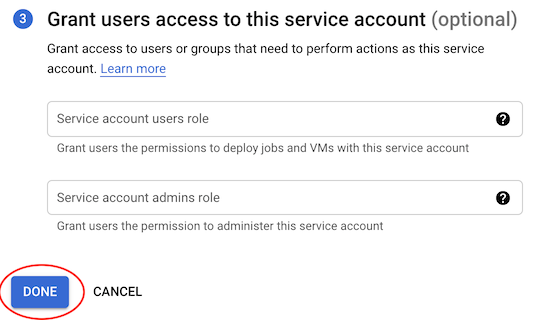 3 Grant users access to this service account (optional)
Grant access to users or groups that need to perform actions as this service
account. Learn more
Service account users role ?
Grant users the permissions to deploy jobs and VMs with this service account
Service account admins role ?
Grant users the permission to administer this service account
DONE CANCEL